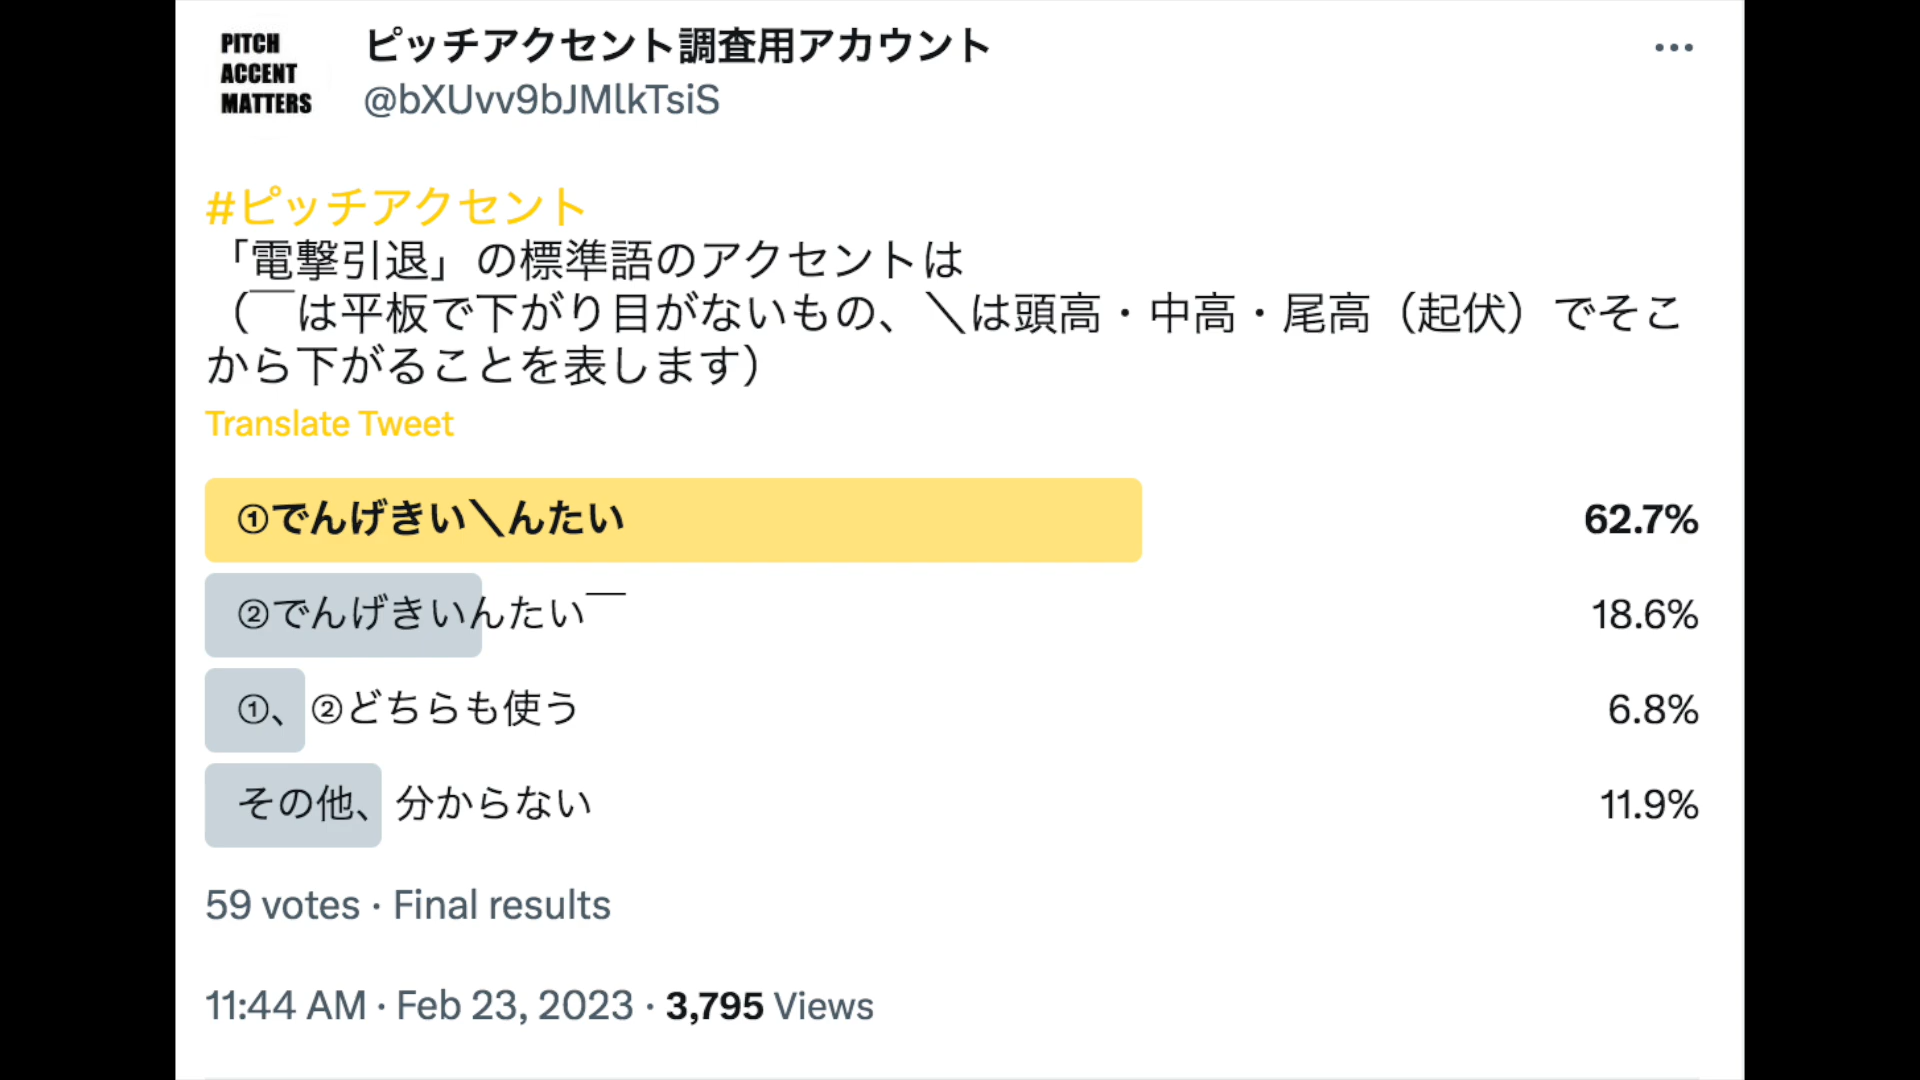 PITCH
ACCENT
MATTERS
ピッチアクセント調査用アカウント
@bXUvv9bJMlkTsiS
#ピッチアクセント
「電撃引退」の標準語のアクセントは
（￣は平板で下がり目がないもの、＼は頭高・中高・尾高（起伏）でそこ
から下がることを表します）
Translate Tweet
①でんげきい＼んたい 62.7%
②でんげきいんたい￣ 18.6%
①、②どちらも使う 6.8%
その他、分からない 11.9%
59 votes · Final results
11:44 AM · Feb 23, 2023 · 3,795 Views